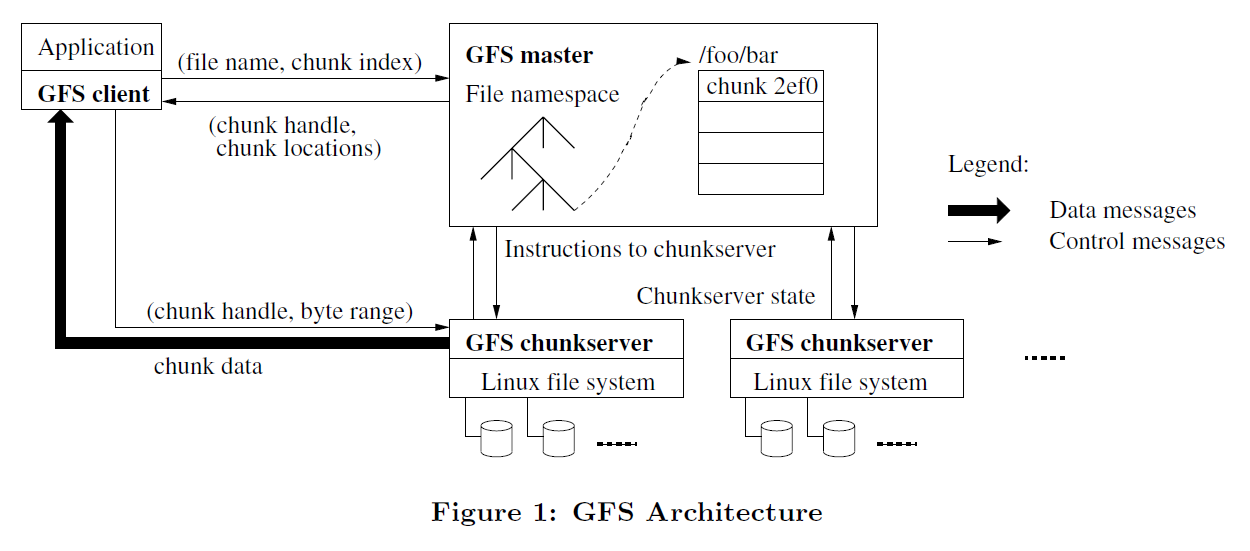 Application
GFS client
(file name, chunk index)
(chunk handle,
chunk locations)
GFS master
File namespace
/foo/bar
chunk 2ef0
Legend:
Data messages
Control messages
Instructions to chunkserver
Chunkserver state
(chunk handle, byte range)
chunk data
GFS chunkserver
Linux file system
GFS chunkserver
Linux file system
Figure 1: GFS Architecture